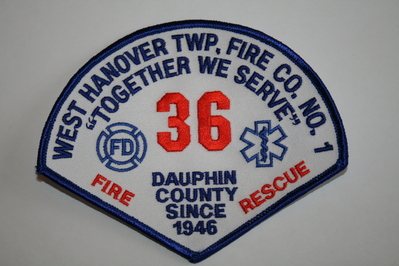 WEST HANOVER TWP. FIRE CO. NO. 1
"TOGETHER WE SERVE"
36
FD
FIRE
RESCUE
DAUPHIN
COUNTY
SINCE
1946